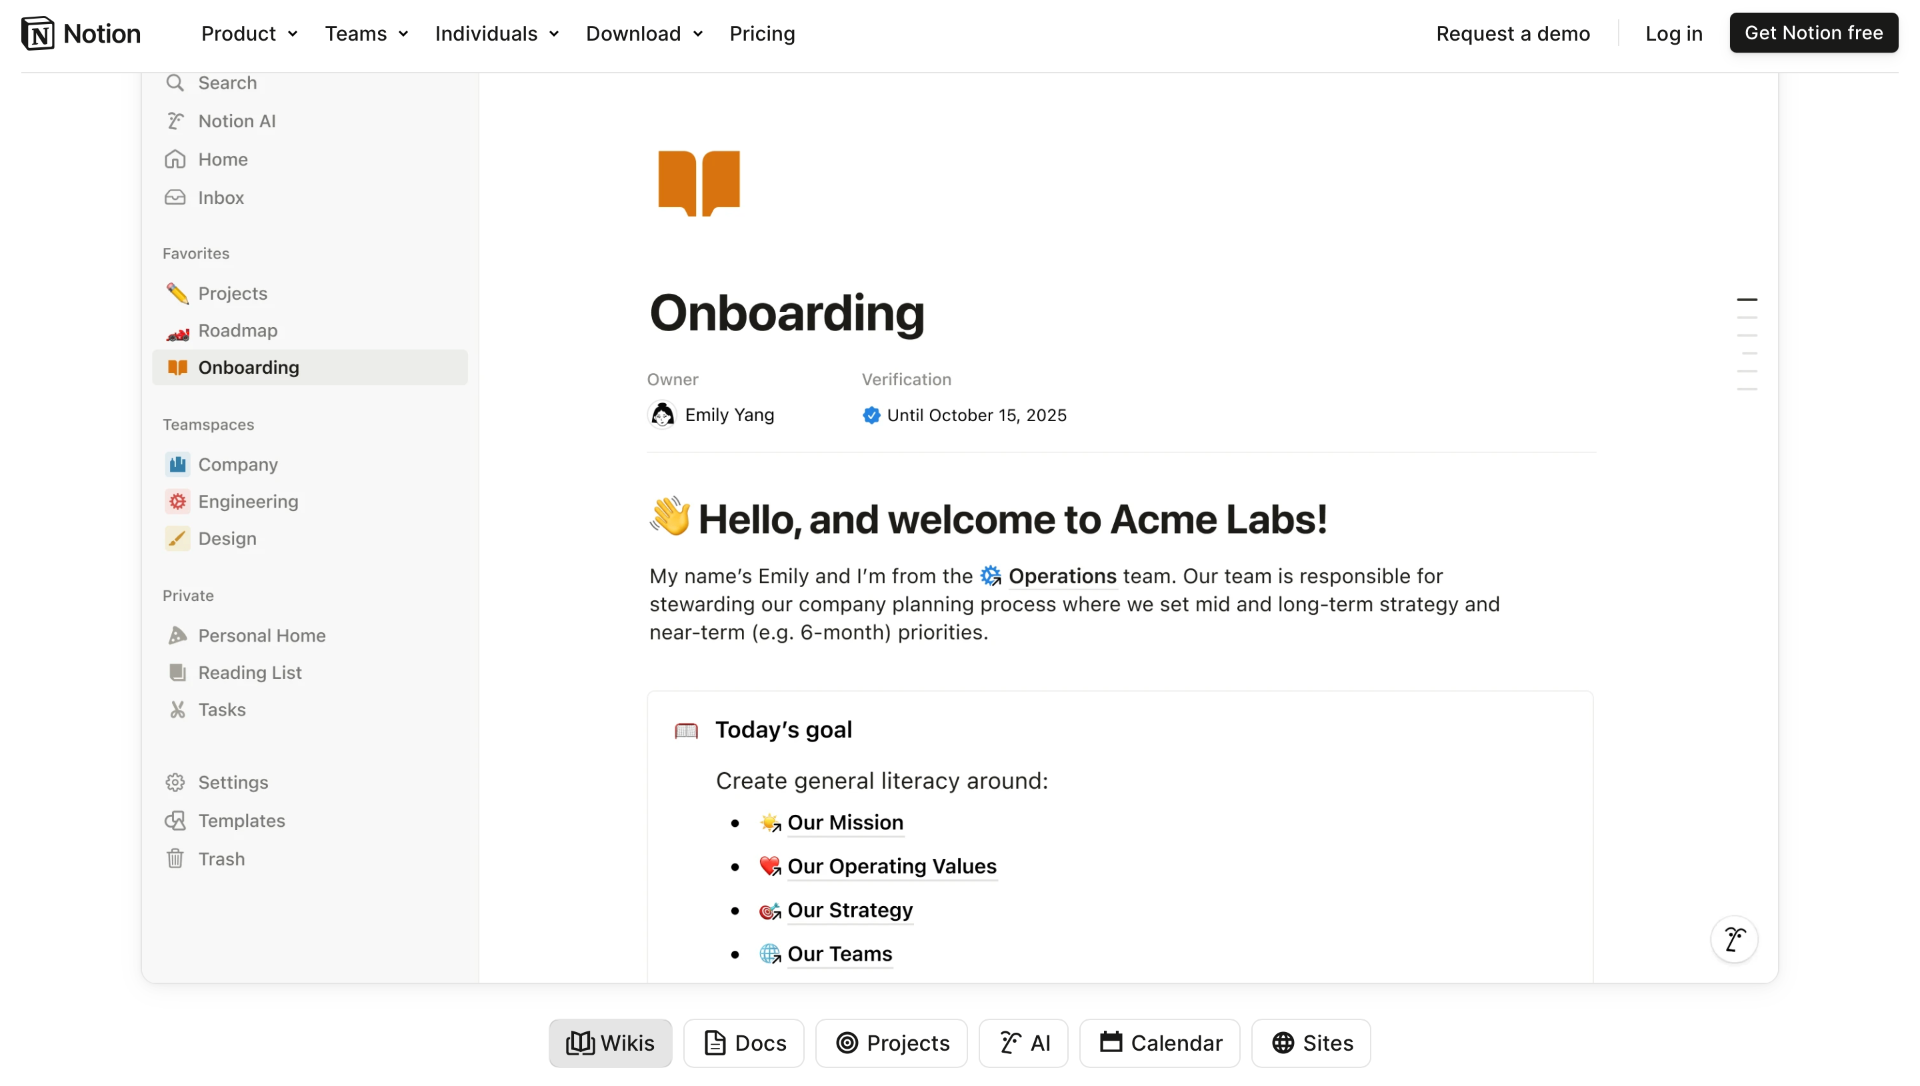 Notion
Product
Teams
Individuals
Download
Pricing
Request a demo
Log in
Get Notion free
Search
Notion AI
Home
Inbox
Favorites
Projects
Roadmap
Onboarding
Teamspaces
Company
Engineering
Design
Private
Personal Home
Reading List
Tasks
Settings
Templates
Trash
Onboarding
Owner
Verification
Emily Yang
Until October 15, 2025
👋 Hello, and welcome to Acme Labs!
My name’s Emily and I’m from the Operations team. Our team is responsible for
stewarding our company planning process where we set mid and long-term strategy and
near-term (e.g. 6-month) priorities.
Today’s goal
Create general literacy around:
• Our Mission
• Our Operating Values
• Our Strategy
• Our Teams
Wikis
Docs
Projects
AI
Calendar
Sites